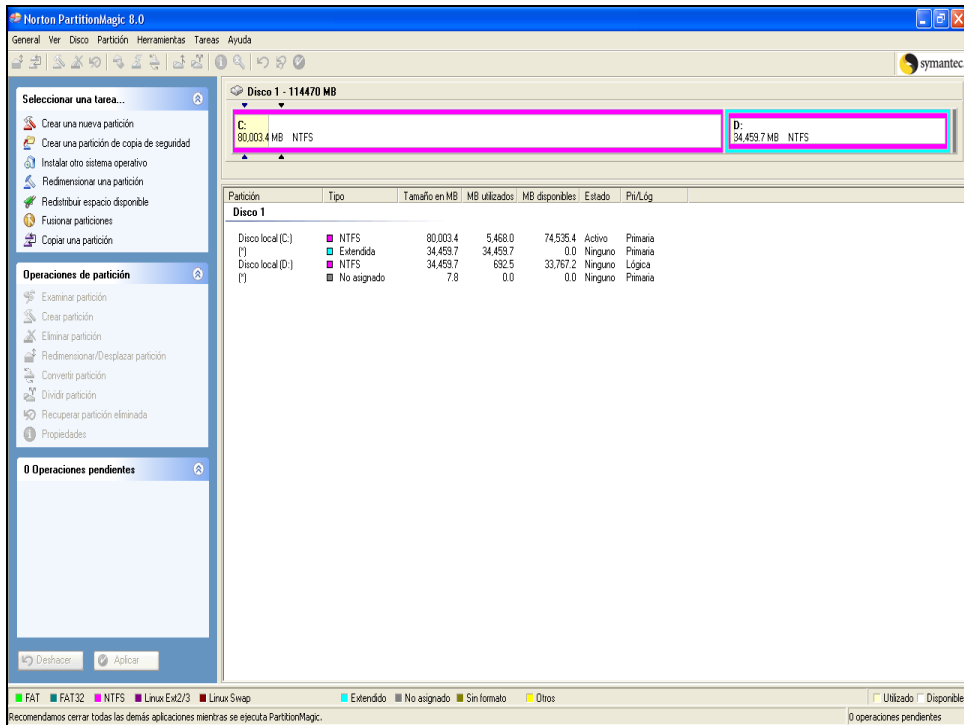 Norton PartitionMagic 8.0
General Ver Disco Partición Herramientas Tareas Ayuda
symantec.
Seleccionar una tarea...
Crear una nueva partición
Crear una partición de copia de seguridad
Instalar otro sistema operativo
Redimensionar una partición
Redistribuir espacio disponible
Fusionar particiones
Copiar una partición
Operaciones de partición
Examinar partición
Crear partición
Eliminar partición
Redimensionar/Desplazar partición
Convertir partición
Dividir partición
Recuperar partición eliminada
Propiedades
0 Operaciones pendientes
Deshacer Aplicar
Disco 1 - 114470 MB
C:
80,003.4 MB NTFS
D:
34,459.7 MB NTFS
Partición Tipo Tamaño en MB MB utilizados MB disponibles Estado Pri/Lóg
Disco 1
Disco local (C:) NTFS 80,003.4 5,468.0 74,535.4 Activo Primaria
(*) Extendida 34,459.7 34,459.7 0.0 Ninguno Primaria
Disco local (D:) NTFS 34,459.7 692.5 33,767.2 Ninguno Lógica
(*) No asignado 7.8 0.0 0.0 Ninguno Primaria
FAT FAT32 NTFS Linux Ext2/3 Linux Swap Extendido No asignado Sin formato Otros Utilizado Disponible
Recomendamos cerrar todas las demás aplicaciones mientras se ejecuta PartitionMagic. 0 operaciones pendientes